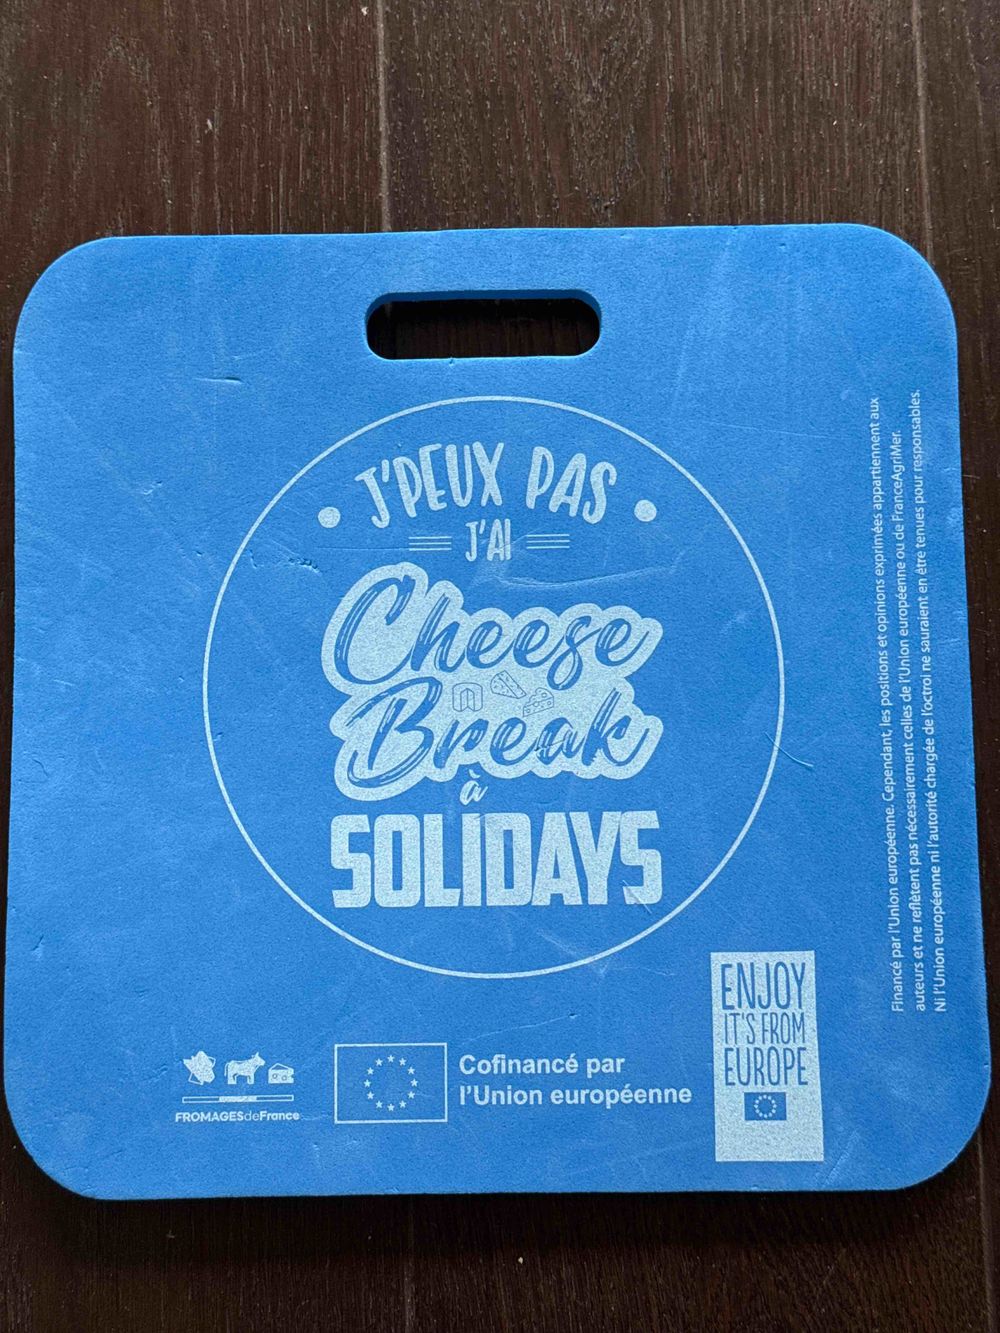 J'PEUX PAS
J'AI
Cheese
Break
à
SOLIDAYS
FROMAGESdeFrance
Cofinancé par
l'Union européenne
ENJOY
IT'S FROM
EUROPE
Financé par l'Union européenne. Cependant, les positions et opinions exprimées appartiennent aux
auteurs et ne reflètent pas nécessairement celles de l'Union européenne ou de FranceAgriMer.
Ni l'Union européenne ni l'autorité chargée de l'octroi ne sauraient en être tenues pour responsables.